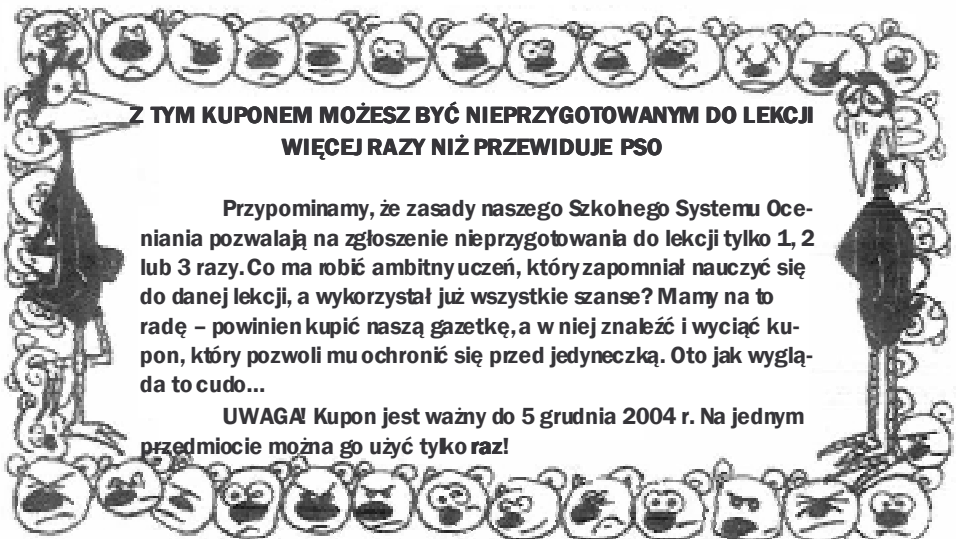 Z TYM KUPONEM MOŻESZ BYĆ NIEPRZYGOTOWANYM DO LEKCJI
WIĘCEJ RAZY NIŻ PRZEWIDUJE PSO
Przypominamy, że zasady naszego Szkolnego Systemu Oce-
niania pozwalają na zgłoszenie nieprzygotowania do lekcji tylko 1, 2
lub 3 razy. Co ma robić ambitny uczeń, który zapomniał nauczyć się
do danej lekcji, a wykorzystał już wszystkie szanse? Mamy na to
radę – powinien kupić naszą gazetkę, a w niej znaleźć i wyciąć ku-
pon, który pozwoli mu ochronić się przed jedyneczką. Oto jak wyglą-
da to cudo...
UWAGA! Kupon jest ważny do 5 grudnia 2004 r. Na jednym
przedmiocie można go użyć tylko raz!